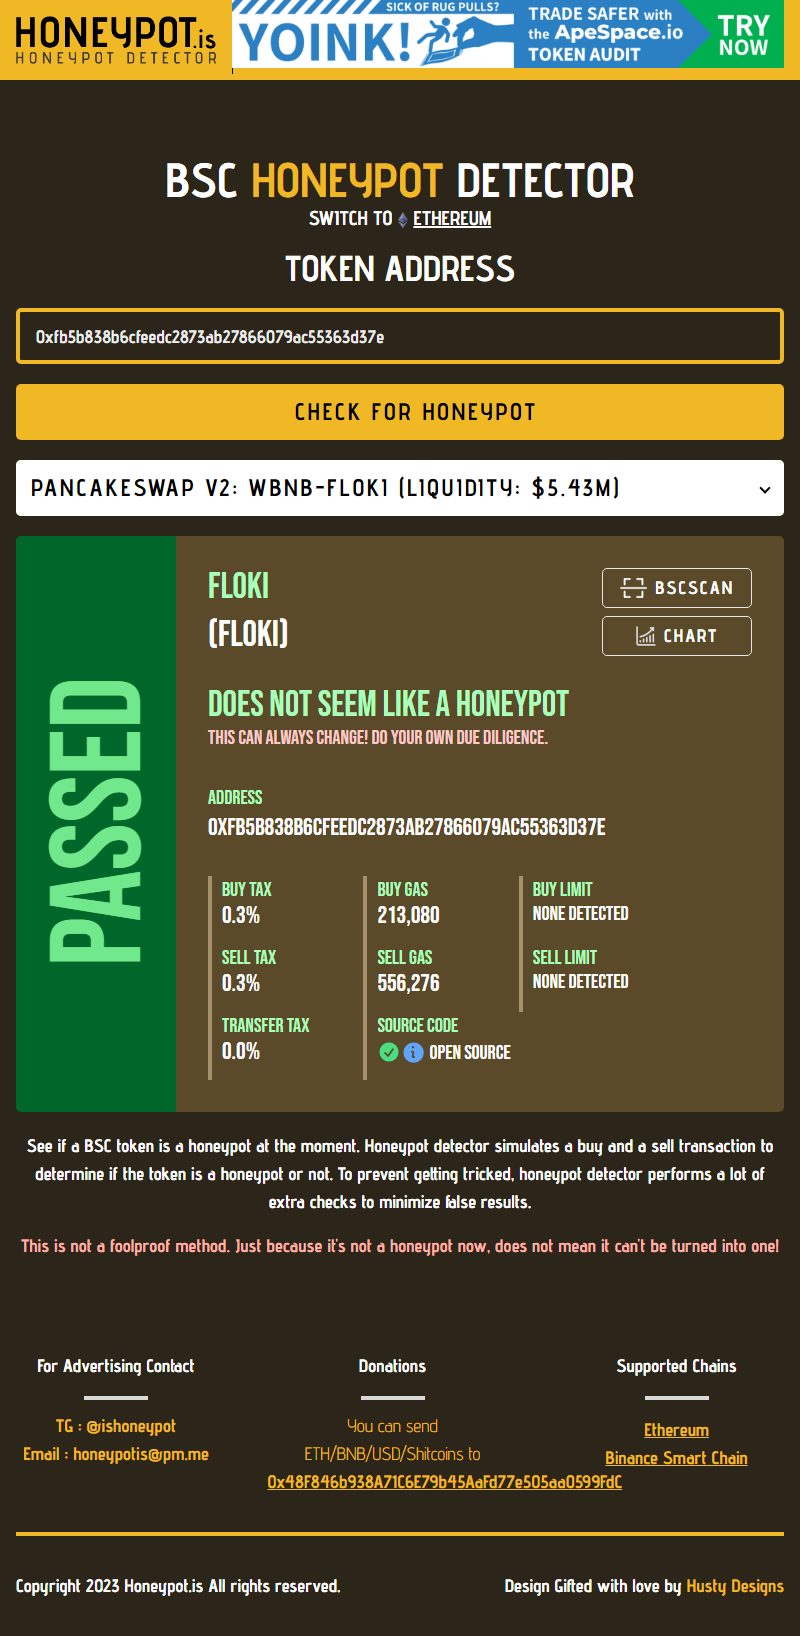 HONEYPOT.is
HONEYPOT DETECTOR
SICK OF RUG PULLS?
YOINK!
TRADE SAFER with
the ApeSpace.io
TOKEN AUDIT
TRY
NOW
BSC HONEYPOT DETECTOR
SWITCH TO ETHEREUM
TOKEN ADDRESS
0xfb5b838b6cfeedc2873ab27866079ac55363d37e
CHECK FOR HONEYPOT
PANCAKESWAP V2: WBNB-FLOKI (LIQUIDITY: $5.43M)
PASSED
FLOKI
(FLOKI)
BSCSCAN
CHART
DOES NOT SEEM LIKE A HONEYPOT
THIS CAN ALWAYS CHANGE! DO YOUR OWN DUE DILIGENCE.
ADDRESS
0XFB5B838B6CFEEDC2873AB27866079AC55363D37E
BUY TAX
0.3%
BUY GAS
213,080
BUY LIMIT
NONE DETECTED
SELL TAX
0.3%
SELL GAS
556,276
SELL LIMIT
NONE DETECTED
TRANSFER TAX
0.0%
SOURCE CODE
OPEN SOURCE
See if a BSC token is a honeypot at the moment. Honeypot detector simulates a buy and a sell transaction to
determine if the token is a honeypot or not. To prevent getting tricked, honeypot detector performs a lot of
extra checks to minimize false results.
This is not a foolproof method. Just because it's not a honeypot now, does not mean it can't be turned into one!
For Advertising Contact
TG : @ishoneypot
Email : honeypotis@pm.me
Donations
You can send
ETH/BNB/USD/Shitcoins to
0x48F846b938A71C6E79b45AaFd77e505aa0599FdC
Supported Chains
Ethereum
Binance Smart Chain
Copyright 2023 Honeypot.is All rights reserved.
Design Gifted with love by Husty Designs